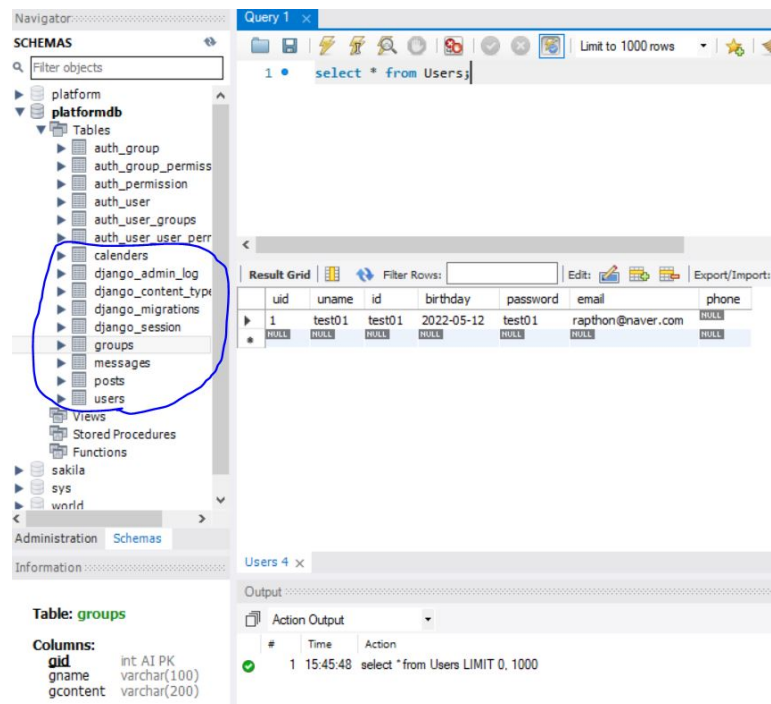 Navigator
Query 1
SCHEMAS
Limit to 1000 rows
Filter objects
1 select * from Users;
platform
platformdb
Tables
auth_group
auth_group_permiss
auth_permission
auth_user
auth_user_groups
auth_user_user_perr
calenders
django_admin_log
django_content_type
django_migrations
django_session
groups
messages
posts
users
Views
Stored Procedures
Functions
sakila
sys
world
Administration Schemas
Result Grid Filter Rows: Edit: Export/Import:
uid uname id birthday password email phone
1 test01 test01 2022-05-12 test01 rapthon@naver.com NULL
NULL NULL NULL NULL NULL NULL NULL
Information
Users 4
Output
Table: groups
Action Output
Columns:
gid int AI PK
gname varchar(100)
gcontent varchar(200)
# Time Action
1 15:45:48 select * from Users LIMIT 0, 1000